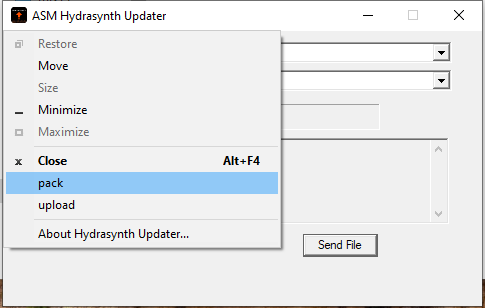 ASM Hydrasynth Updater
Restore
Move
Size
Minimize
Maximize
Close Alt+F4
pack
upload
About Hydrasynth Updater...
Send File